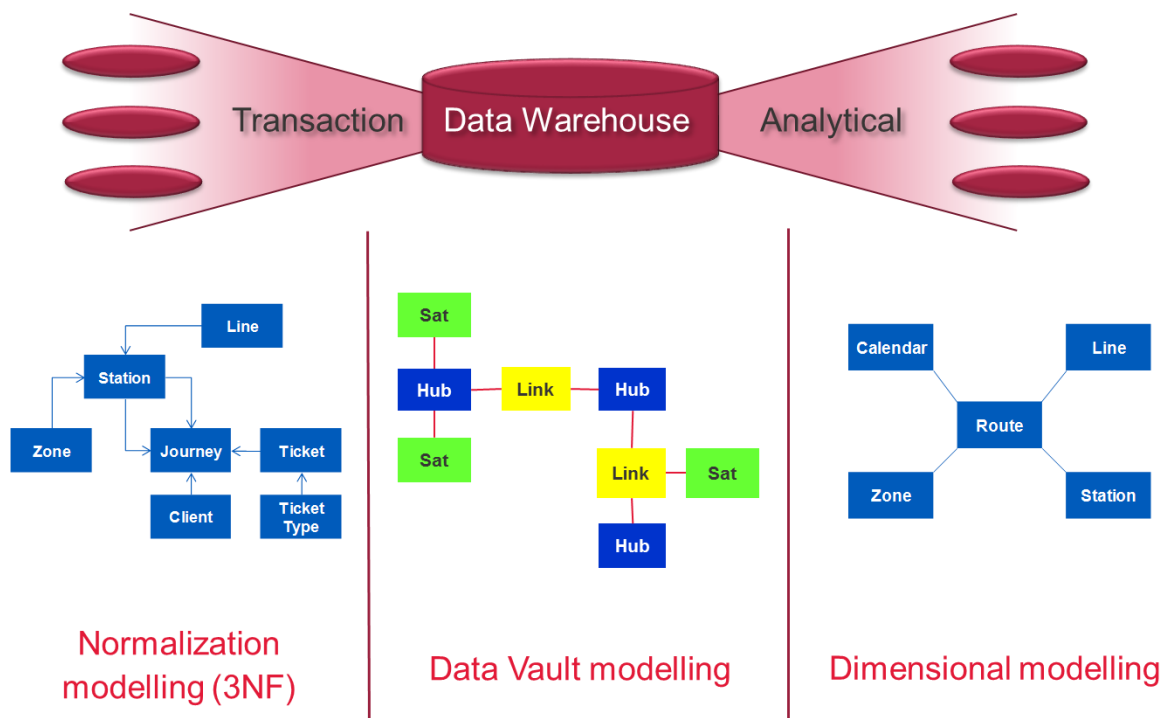 Transaction
Data Warehouse
Analytical
Line
Station
Zone
Journey
Ticket
Client
Ticket
Type
Sat
Hub
Link
Hub
Sat
Link
Sat
Hub
Calendar
Line
Route
Zone
Station
Normalization
modelling (3NF)
Data Vault modelling
Dimensional modelling